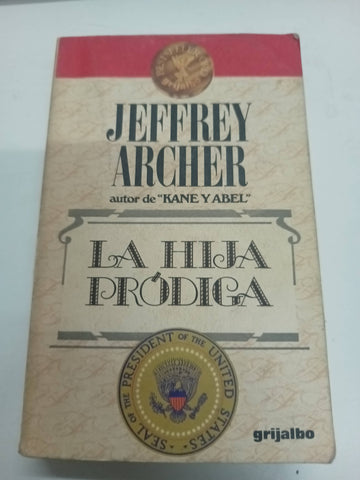 JEFFREY
ARCHER
autor de "KANE Y ABEL"
LA HIJA
PRÓDIGA
SEAL OF THE PRESIDENT OF THE UNITED STATES
grijalbo